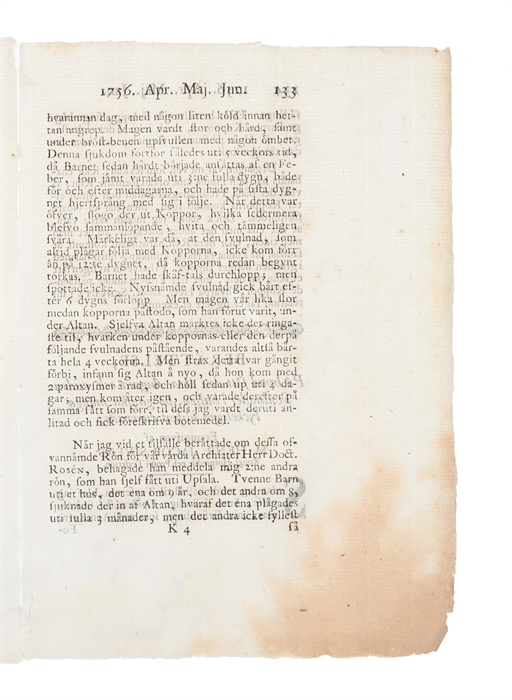 1756. Apr. Maj. Jun. 133
hvarannan dag, med någon liten köld innan het-
tan angrep. Magen vardt stor och hård, samt
under bröst-benen upsvullen med någon ömhet.
Denna sjukdom fortfor således uti 5 veckors tid,
då Barnet sedan hårdt började ansättas af en Fe-
ber, som jämt varade uti 3:ne fulla dygn, både
för och efter middagarna, och hade på sista dyg-
net hjertsprång med sig i följe. När detta var
öfver, slogo der ut Koppor, hvilka sedermera
blefvo sammanlöpande, hvita och tämmeligen
svåra. Märkeligt var då, at den svulnad, som
altid plägar följa med Kopporna, icke kom förr
än på 12:te dygnet, då kopporna redan begynt
torkas. Barnet hade skäf-tals durchlopp; men
spottade icke. Nyssnämde svulnad gick bårt ef-
ter 6 dygns förlopp. Men magen var lika stor
medan kopporna påstodo, som han förut varit, un-
der Altan. Sjelfva Altan märktes icke det ringa-
ste til, hvarken under kopporna eller den derpå
följande svulnadens påstående, varandes altså bår-
ta hela 4 veckorna. Men strax detta var gångit
förbi, infann sig Altan å nyo, då hon kom med
2 paroxysmer å rad, och höll sedan up uti 4 da-
gar; men kom åter igen, och varade derefter på
samma sätt som förr, til dess jag vardt deruti an-
litad och fick föreskrifva botemedel.
När jag vid et tilfälle berättade om dessa of-
vannämde Rön för vår värda Archiater Herr Doct.
Rosén, behagade han meddela mig 2:ne andra
rön, som han sjelf sått uti Upsala. Tvenne Barn
uti et hus, det ena om 9 år, och det andra om 8,
sjuknade der in af Altan, hvaraf det ena plågades
uti fulla 3 månader, men det andra icke fyllest
K 4 så